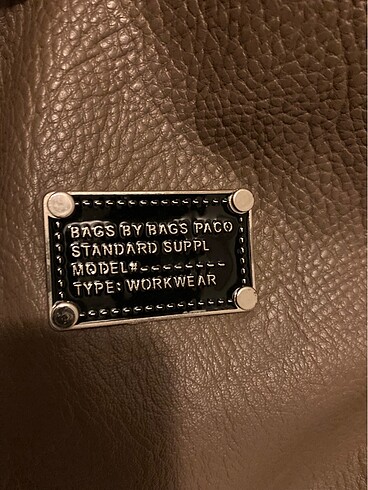 BAGS BY BAGS PACO
STANDARD SUPPL
MODEL#---------
TYPE: WORKWEAR